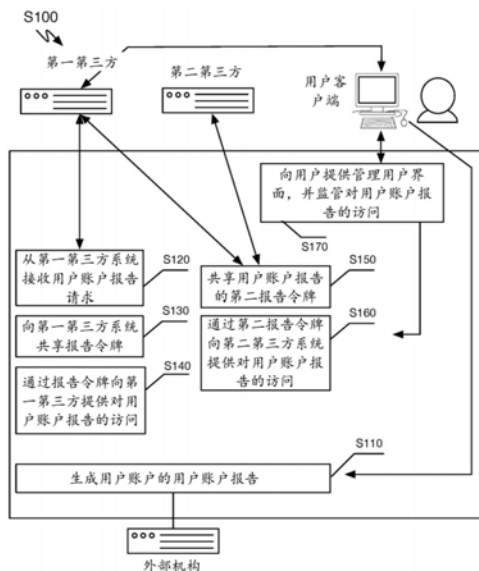 S100
第一第三方
第二第三方
用户客
户端
向用户提供管理用户界
面，并监管对用户账户报
告的访问
S170
从第一第三方系统
接收用户账户报告
请求
S120
共享用户账户报告
的第二报告令牌
S150
向第一第三方系统
共享报告令牌
S130
通过第二报告令牌
向第二第三方系统
提供对用户账户报
告的访问
S160
通过报告令牌向第
一第三方提供对用
户账户报告的访问
S140
生成用户账户的用户账户报告
S110
外部机构